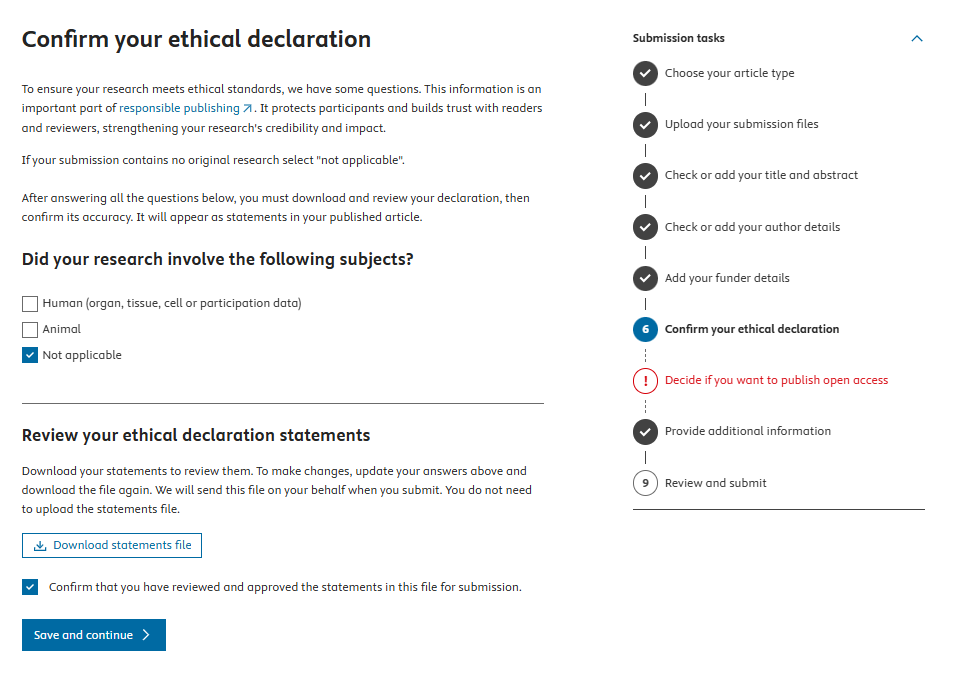 Confirm your ethical declaration
To ensure your research meets ethical standards, we have some questions. This information is an
important part of responsible publishing. It protects participants and builds trust with readers
and reviewers, strengthening your research's credibility and impact.
If your submission contains no original research select "not applicable".
After answering all the questions below, you must download and review your declaration, then
confirm its accuracy. It will appear as statements in your published article.
Did your research involve the following subjects?
Human (organ, tissue, cell or participation data)
Animal
Not applicable
Review your ethical declaration statements
Download your statements to review them. To make changes, update your answers above and
download the file again. We will send this file on your behalf when you submit. You do not need
to upload the statements file.
Download statements file
Confirm that you have reviewed and approved the statements in this file for submission.
Save and continue
Submission tasks
Choose your article type
Upload your submission files
Check or add your title and abstract
Check or add your author details
Add your funder details
6 Confirm your ethical declaration
! Decide if you want to publish open access
Provide additional information
9 Review and submit